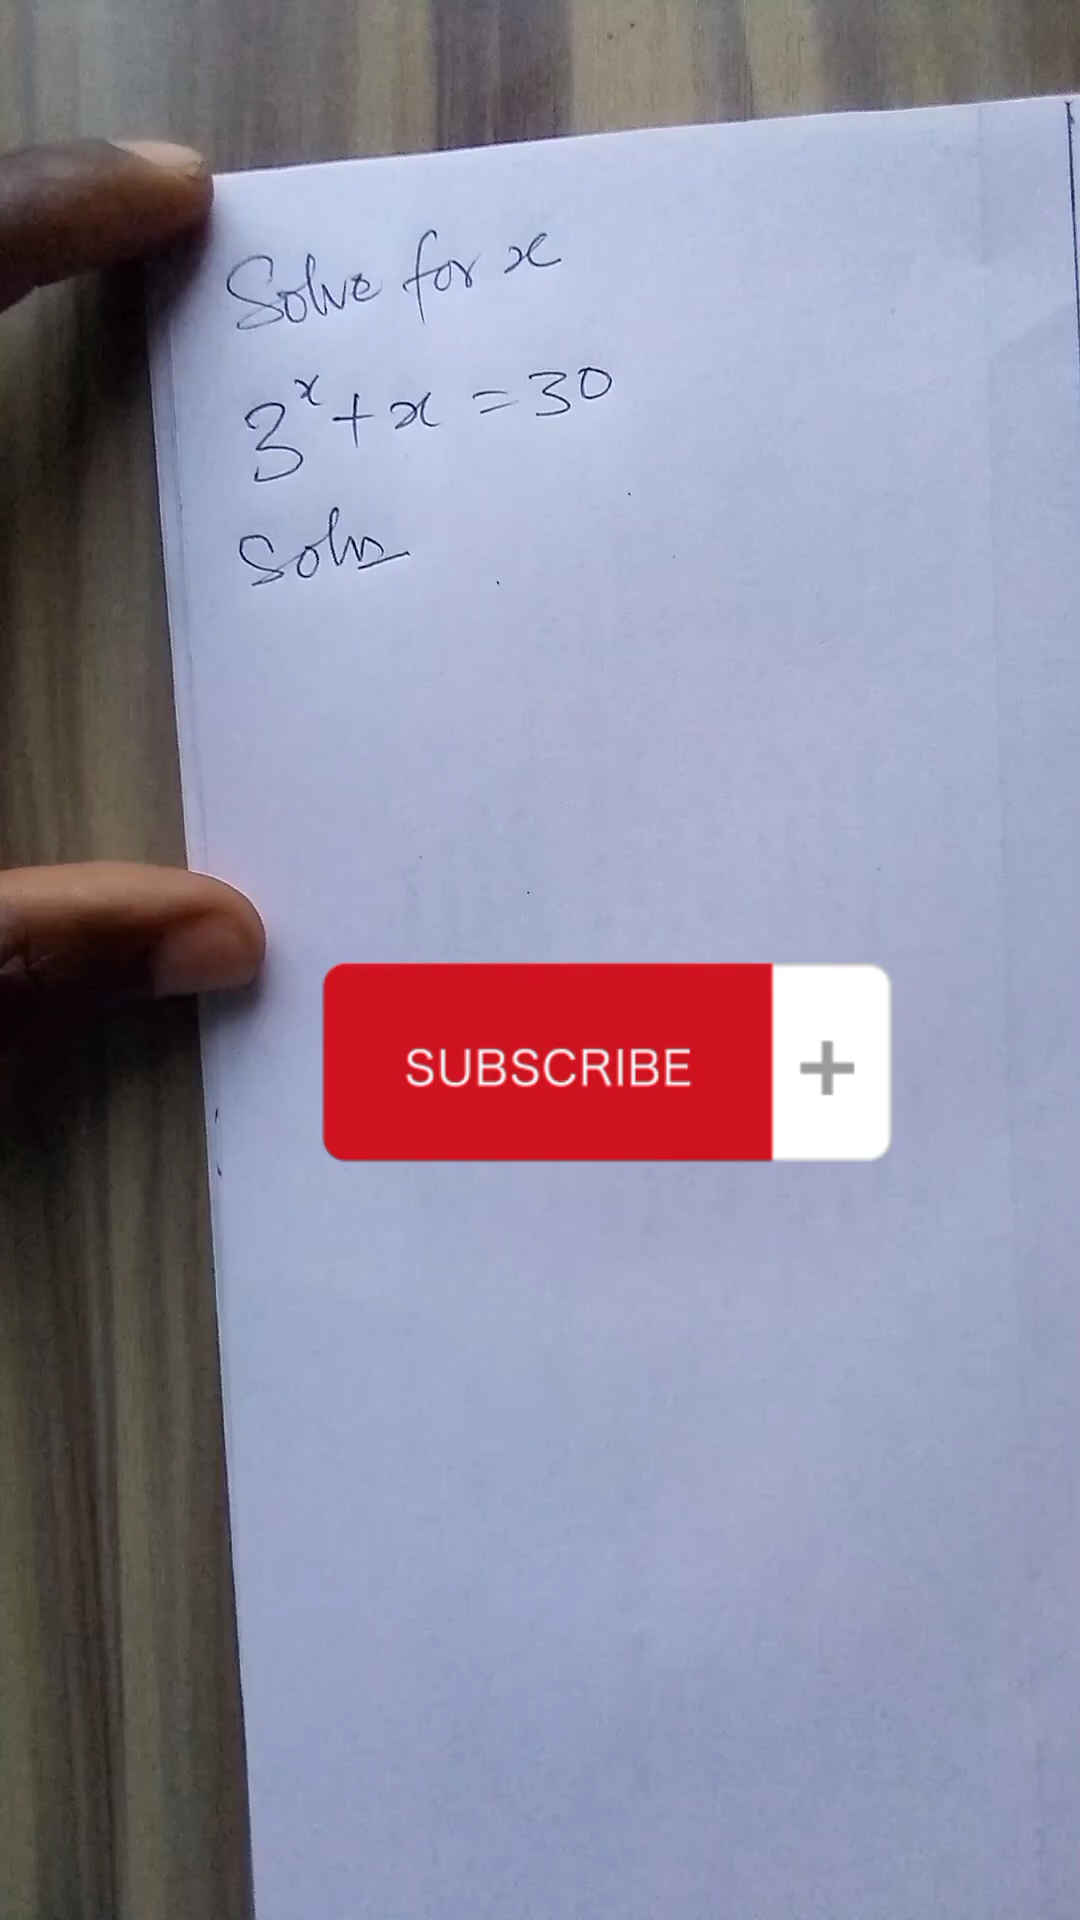 Solve for x
3^x + x = 30
Soln
SUBSCRIBE +